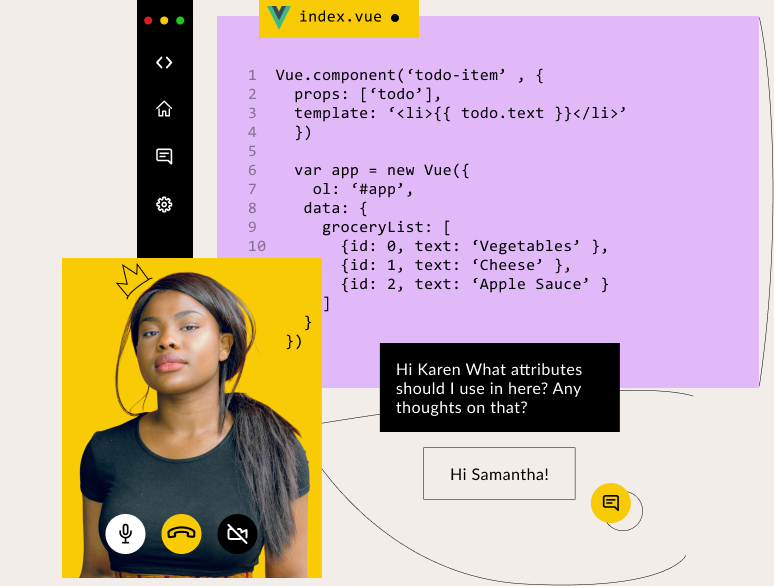 index.vue
1 Vue.component(‘todo-item’ , {
2 props: [‘todo’],
3 template: ‘<li>{{ todo.text }}</li>’
4 })
5
6 var app = new Vue({
7 ol: ‘#app’,
8 data: {
9 groceryList: [
10 {id: 0, text: ‘Vegetables’ },
{id: 1, text: ‘Cheese’ },
{id: 2, text: ‘Apple Sauce’ }
]
}
})
Hi Karen What attributes
should I use in here? Any
thoughts on that?
Hi Samantha!